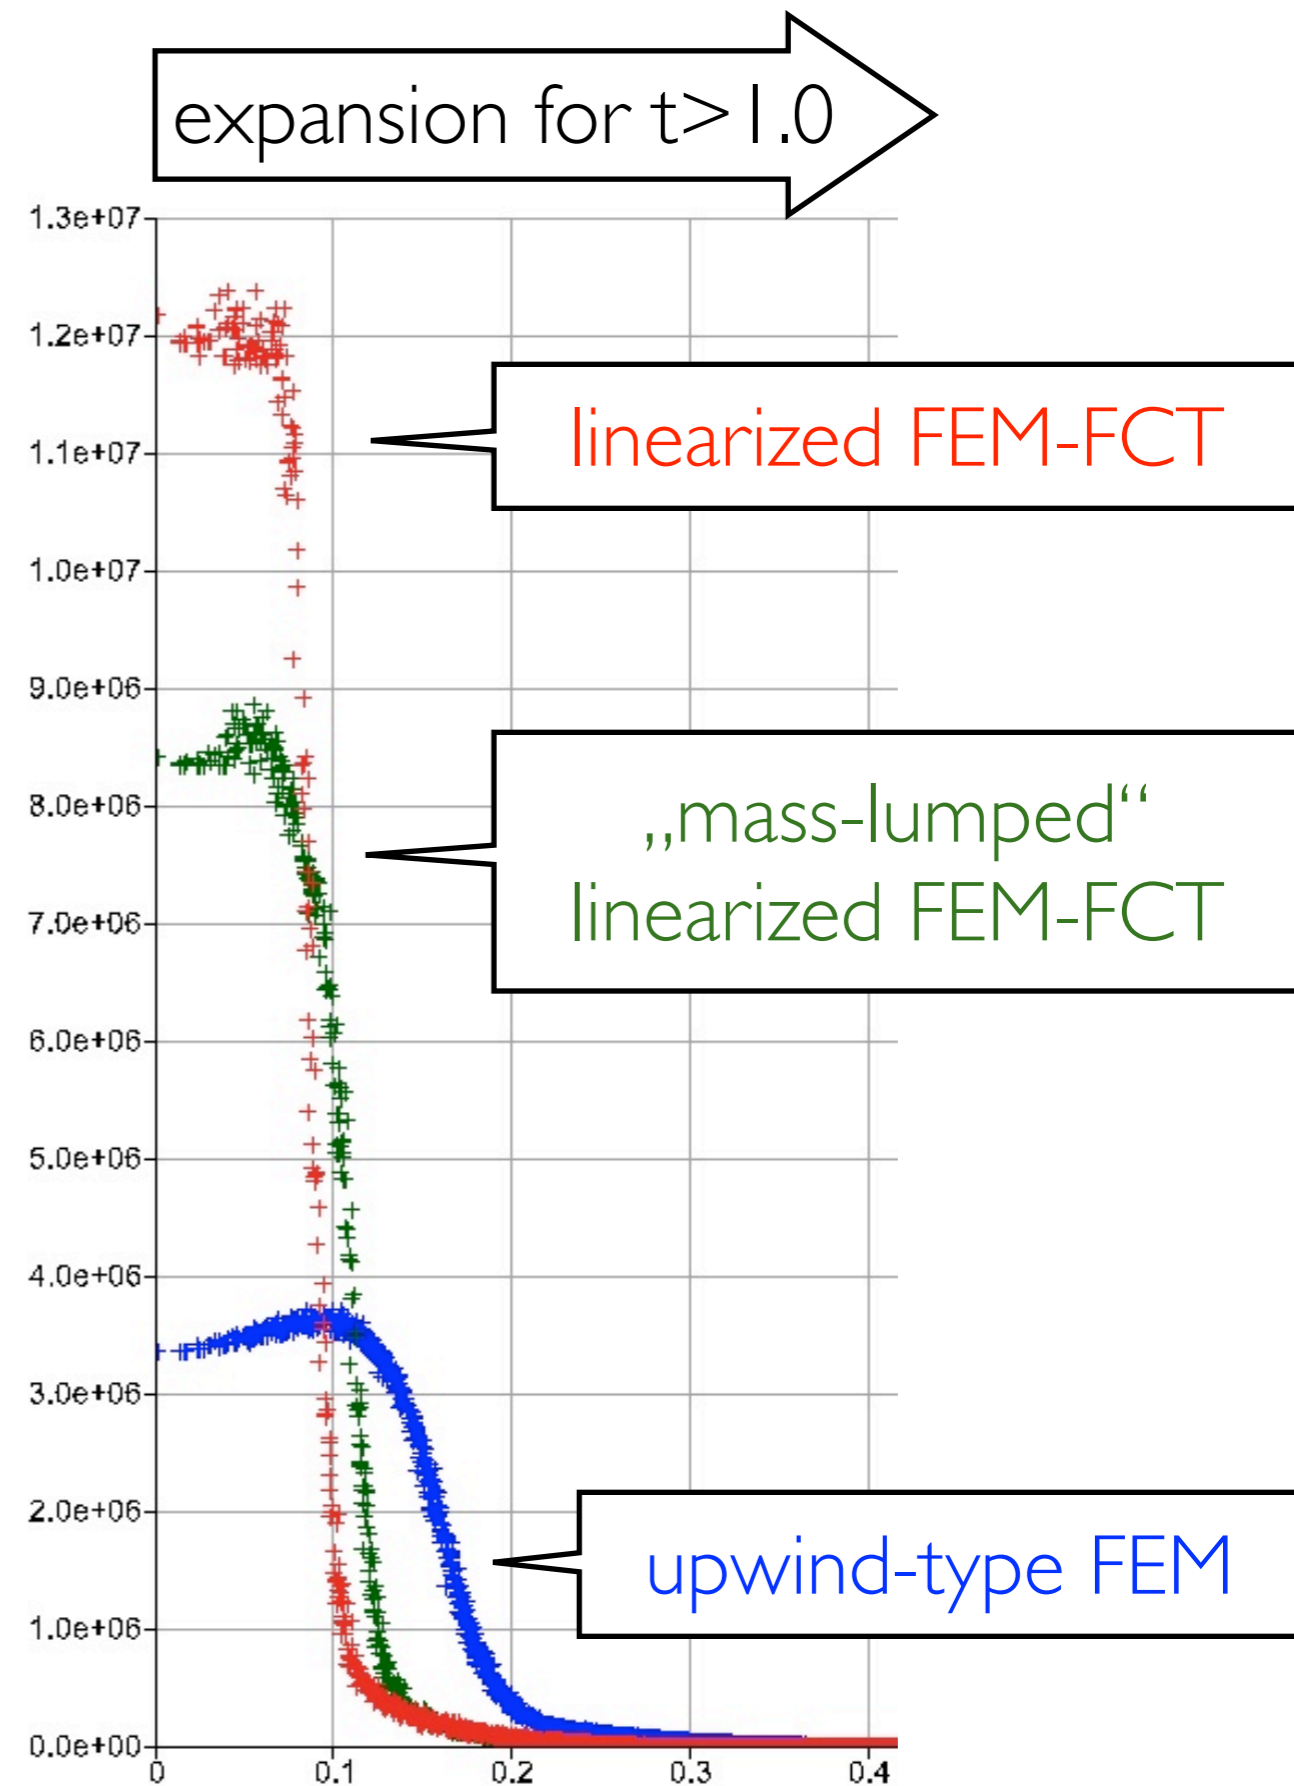 expansion for t>1.0
1.3e+07
1.2e+07
linearized FEM-FCT
1.1e+07
1.0e+07
9.0e+06
„mass-lumped“
8.0e+06
linearized FEM-FCT
7.0e+06
6.0e+06
5.0e+06
4.0e+06
3.0e+06
2.0e+06
upwind-type FEM
1.0e+06
0.0e+00
0 0.1 0.2 0.3 0.4